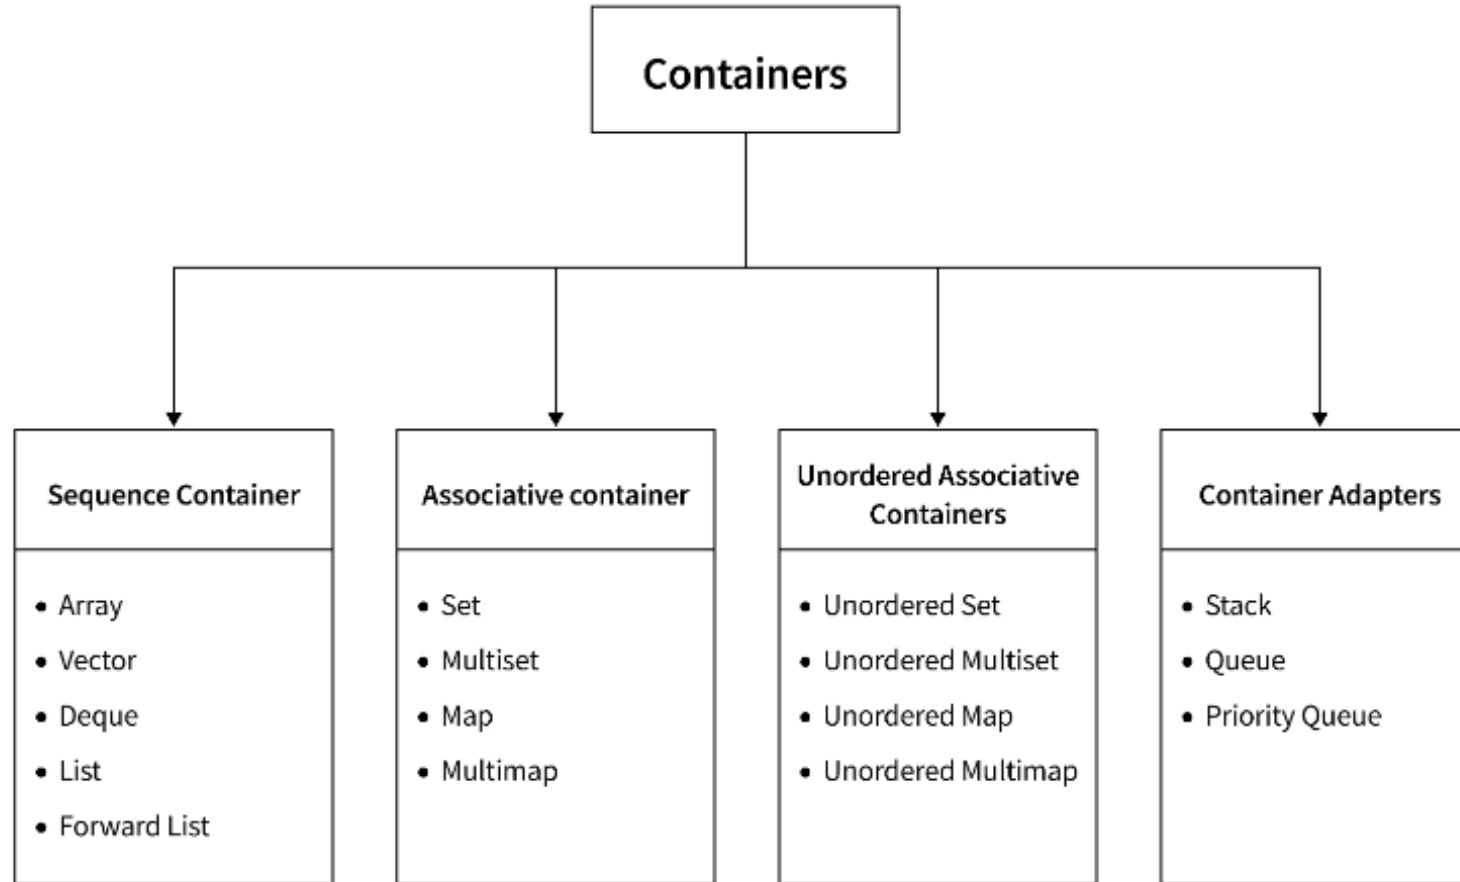 Containers
Sequence Container
• Array
• Vector
• Deque
• List
• Forward List
Associative container
• Set
• Multiset
• Map
• Multimap
Unordered Associative
Containers
• Unordered Set
• Unordered Multiset
• Unordered Map
• Unordered Multimap
Container Adapters
• Stack
• Queue
• Priority Queue